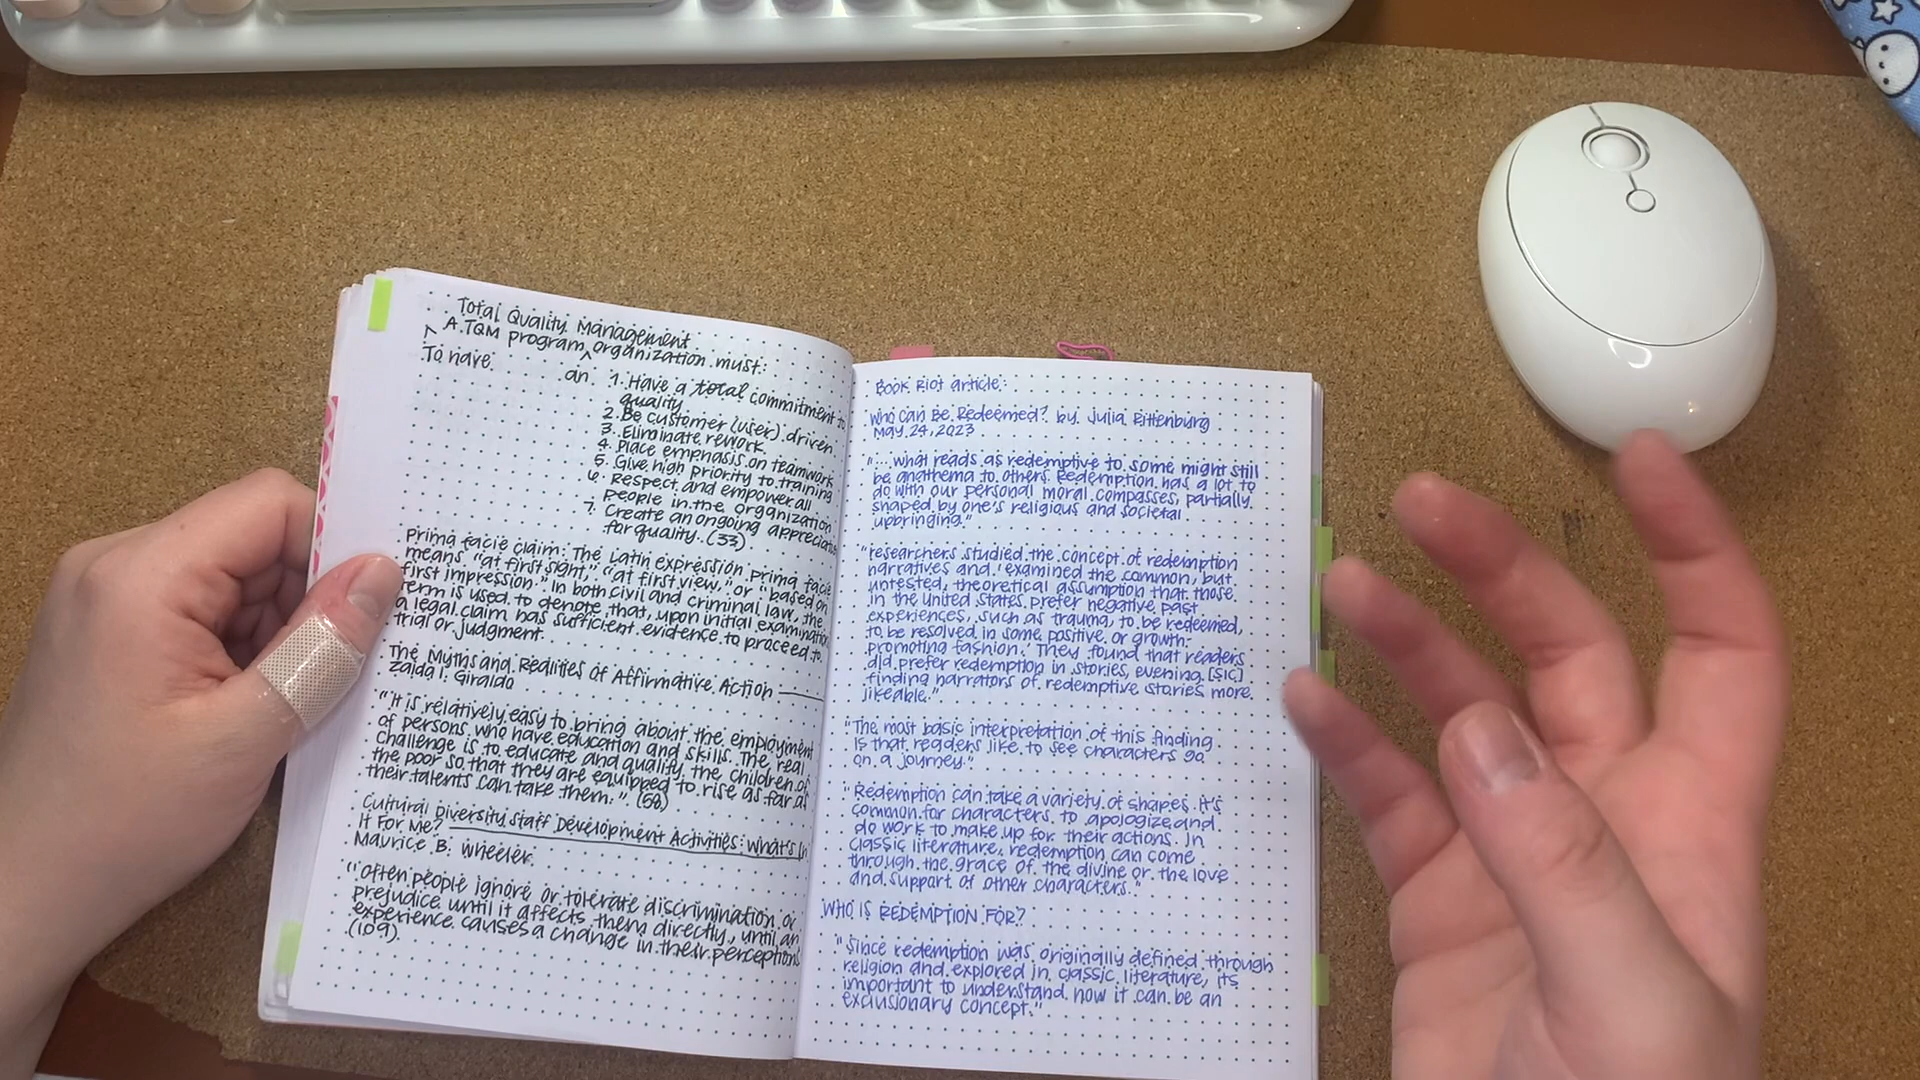 Total Quality Management
A TQM program organization must:
To have an
1. Have a total commitment to
quality
2. Be customer (user) driven
3. Eliminate rework
4. Place emphasis on teamwork
5. Give high priority to training
6. Respect and empower all
people in the organization
7. Create an ongoing appreciation
for quality. (33)
Prima facie claim: The Latin expression prima facie
means "at first sight," "at first view," or "based on
first impression." In both civil and criminal law, the
term is used to denote that, upon initial examination,
a legal claim has sufficient evidence to proceed to
trial or judgment.
The Myths and Realities of Affirmative Action
Zaida I. Giraldo
"It is relatively easy to bring about the employment
of persons who have education and skills. The real
challenge is to educate and qualify the children of
the poor so that they are equipped to rise as far as
their talents can take them." (58)
Cultural Diversity Staff Development Activities: What's In
It For Me?
Maurice B. Wheeler
"Often people ignore or tolerate discrimination or
prejudice until it affects them directly, until an
experience causes a change in their perceptions
(109).
Book Riot article:
Who Can Be Redeemed? by Julia Rittenburg
May 24, 2023
"...what reads as redemptive to some might still
be anathema to others. Redemption has a lot to
do with our personal moral compasses, partially
shaped by one's religious and societal
upbringing."
"researchers studied the concept of redemption
narratives and 'examined the common, but
untested, theoretical assumption that those
in the United States prefer negative past
experiences, such as trauma, to be redeemed,
to be resolved in some positive or growth-
promoting fashion.' They found that readers
did prefer redemption in stories, evening [SIC]
finding narrators of redemptive stories more
likeable."
"The most basic interpretation of this finding
is that readers like to see characters go
on a journey."
"Redemption can take a variety of shapes. It's
common for characters to apologize and
do work to make up for their actions. In
classic literature, redemption can come
through the grace of the divine or the love
and support of other characters."
WHO IS REDEMPTION FOR?
"Since redemption was originally defined through
religion and explored in classic literature, its
important to understand how it can be an
exclusionary concept."